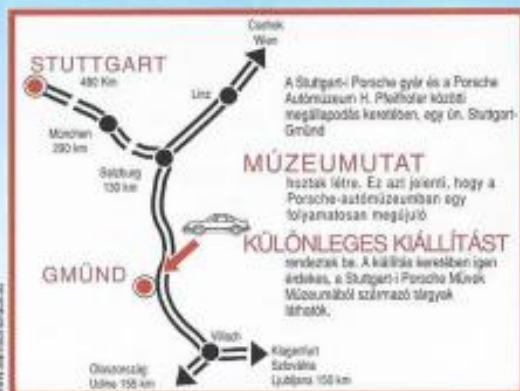 Csehek
Wien
STUTTGART
480 Km
Linz
München
200 km
Salzburg
130 km
GMÜND
Villach
Olaszország
Udine 155 km
Klagenfurt
Szlovénia
Ljubljana 150 km
A Stuttgart-i Porsche gyár és a Porsche
Autómúzeum H. Pfeifhofer közötti
megállapodás keretében, egy ún. Stuttgart-
Gmünd
MÚZEUMUTAT
hoztak létre. Ez azt jelenti, hogy a
Porsche-autómúzeumban egy
folyamatosan megújuló
KÜLÖNLEGES KIÁLLÍTÁST
rendeztek be. A kiállítás keretében igen
érdekes, a Stuttgart-i Porsche Művek
Múzeumából származó tárgyak
láthatók.